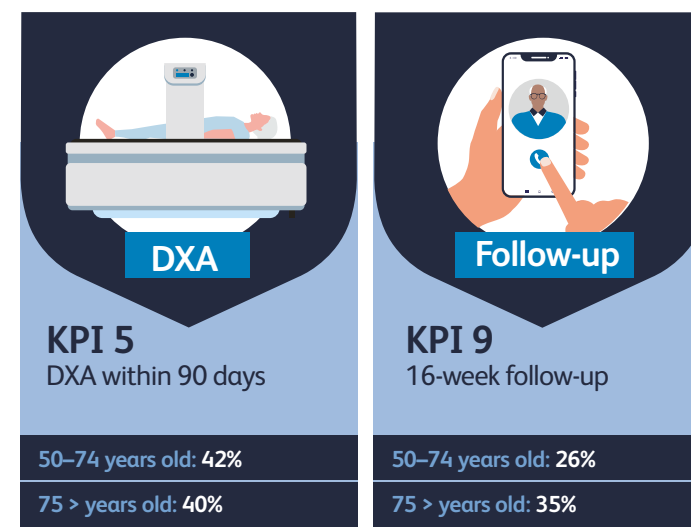 DXA
KPI 5
DXA within 90 days
50–74 years old: 42%
75 > years old: 40%
Follow-up
KPI 9
16-week follow-up
50–74 years old: 26%
75 > years old: 35%